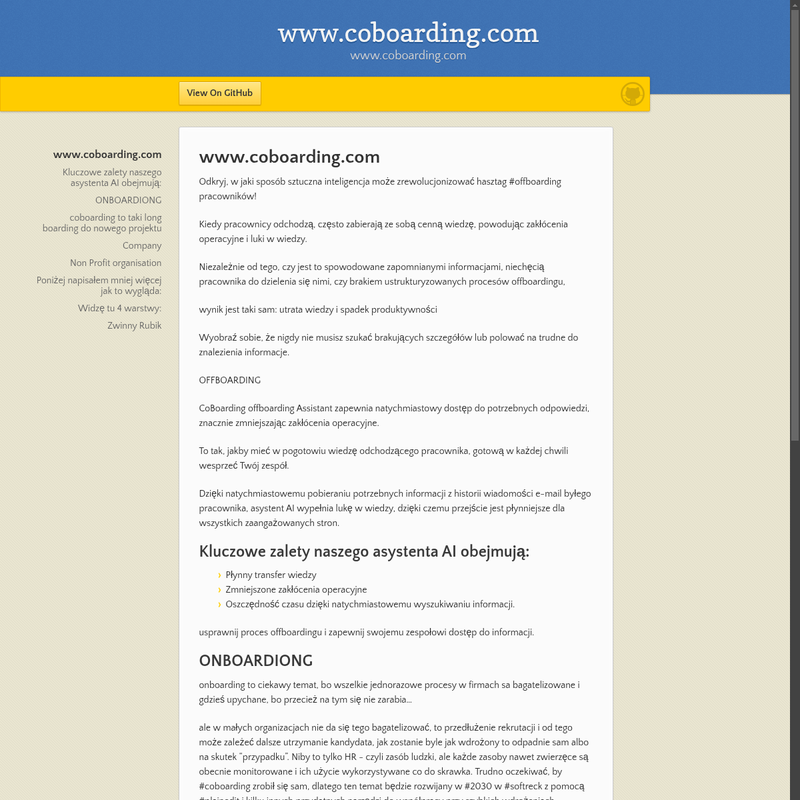 www.coboarding.com
www.coboarding.com
View On GitHub
www.coboarding.com
Kluczowe zalety naszego
asystenta AI obejmują:
ONBOARDIONG
coboarding to taki long
boarding do nowego projektu
Company
Non Profit organisation
Poniżej napisałem mniej więcej
jak to wygląda:
Widzę tu 4 warstwy:
Zwinny Rubik
www.coboarding.com
Odkryj, w jaki sposób sztuczna inteligencja może zrewolucjonizować hasztag #offboarding
pracowników!
Kiedy pracownicy odchodzą, często zabierają ze sobą cenną wiedzę, powodując zakłócenia
operacyjne i luki w wiedzy.
Niezależnie od tego, czy jest to spowodowane zapomnianymi informacjami, niechęcią
pracownika do dzielenia się nimi, czy brakiem ustrukturyzowanych procesów offboardingu,
wynik jest taki sam: utrata wiedzy i spadek produktywności
Wyobraź sobie, że nigdy nie musisz szukać brakujących szczegółów lub polować na trudne do
znalezienia informacje.
OFFBOARDING
CoBoarding offboarding Assistant zapewnia natychmiastowy dostęp do potrzebnych odpowiedzi,
znacznie zmniejszając zakłócenia operacyjne.
To tak, jakby mieć w pogotowiu wiedzę odchodzącego pracownika, gotową w każdej chwili
wesprzeć Twój zespół.
Dzięki natychmiastowemu pobieraniu potrzebnych informacji z historii wiadomości e-mail byłego
pracownika, asystent AI wypełnia lukę w wiedzy, dzięki czemu przejście jest płynniejsze dla
wszystkich zaangażowanych stron.
Kluczowe zalety naszego asystenta AI obejmują:
› Płynny transfer wiedzy
› Zmniejszone zakłócenia operacyjne
› Oszczędność czasu dzięki natychmiastowemu wyszukiwaniu informacji.
usprawnij proces offboardingu i zapewnij swojemu zespołowi dostęp do informacji.
ONBOARDIONG
onboarding to ciekawy temat, bo wszelkie jednorazowe procesy w firmach sa bagatelizowane i
gdzieś upychane, bo przecież na tym się nie zarabia…
ale w małych organizacjach nie da się tego bagatelizować, to przedłużenie rekrutacji i od tego
może zależeć dalsze utrzymanie kandydata, jak zostanie byle jak wdrożony to odpadnie sam albo
na skutek "przypadku". Niby to tylko HR - czyli zasób ludzki, ale każde zasoby nawet zwierzęce są
obecnie monitorowane i ich użycie wykorzystywane co do skrawka. Trudno oczekiwać, by
#coboarding zrobił się sam, dlatego ten temat będzie rozwijany w #2030 w #softreck z pomocą